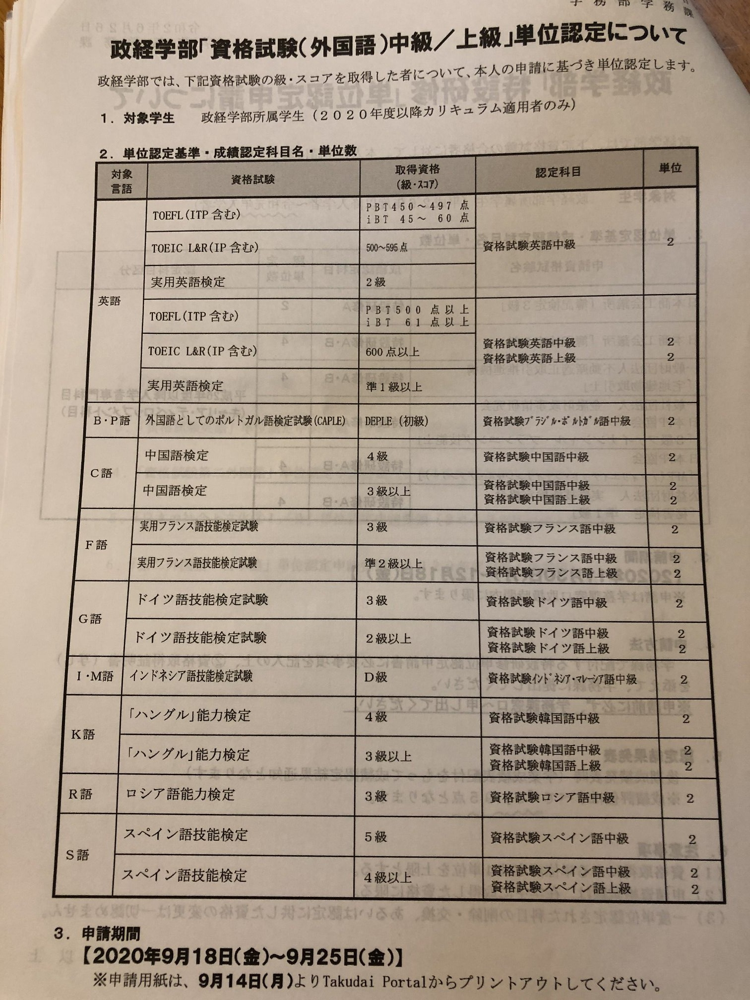 学務部学務課
政経学部「資格試験(外国語)中級／上級」単位認定について
政経学部では、下記資格試験の級・スコアを取得した者について、本人の申請に基づき単位認定します。
1. 対象学生 政経学部所属学生（2020年度以降カリキュラム適用者のみ）
2. 単位認定基準・成績認定科目名・単位数
対象言語 資格試験 取得資格(級・ｽｺｱ) 認定科目 単位
英語
TOEFL(ITP含む) PBT450～497点
iBT 45～ 60点
TOEIC L&R(IP含む) 500～595点 資格試験英語中級 2
実用英語検定 2級
TOEFL(ITP含む) PBT500点以上
iBT 61点以上
TOEIC L&R(IP含む) 600点以上 資格試験英語中級 2
資格試験英語上級 2
実用英語検定 準1級以上
B・P語 外国語としてのポルトガル語検定試験(CAPLE) DEPLE（初級） 資格試験ﾌﾞﾗｼﾞﾙ・ﾎﾟﾙﾄｶﾞﾙ語中級 2
C語
中国語検定 4級 資格試験中国語中級 2
中国語検定 3級以上 資格試験中国語中級 2
資格試験中国語上級 2
F語
実用フランス語技能検定試験 3級 資格試験フランス語中級 2
実用フランス語技能検定試験 準2級以上 資格試験フランス語中級 2
資格試験フランス語上級 2
G語
ドイツ語技能検定試験 3級 資格試験ドイツ語中級 2
ドイツ語技能検定試験 2級以上 資格試験ドイツ語中級 2
資格試験ドイツ語上級 2
I・M語 インドネシア語技能検定試験 D級 資格試験ｲﾝﾄﾞﾈｼｱ・ﾏﾚｰｼｱ語中級 2
K語
「ハングル」能力検定 4級 資格試験韓国語中級 2
「ハングル」能力検定 3級以上 資格試験韓国語中級 2
資格試験韓国語上級 2
R語 ロシア語能力検定 3級 資格試験ロシア語中級 2
S語
スペイン語技能検定 5級 資格試験スペイン語中級 2
スペイン語技能検定 4級以上 資格試験スペイン語中級 2
資格試験スペイン語上級 2
3. 申請期間
【2020年9月18日(金)～9月25日(金)】
※申請用紙は、9月14日(月)よりTakudai Portalからプリントアウトしてください。